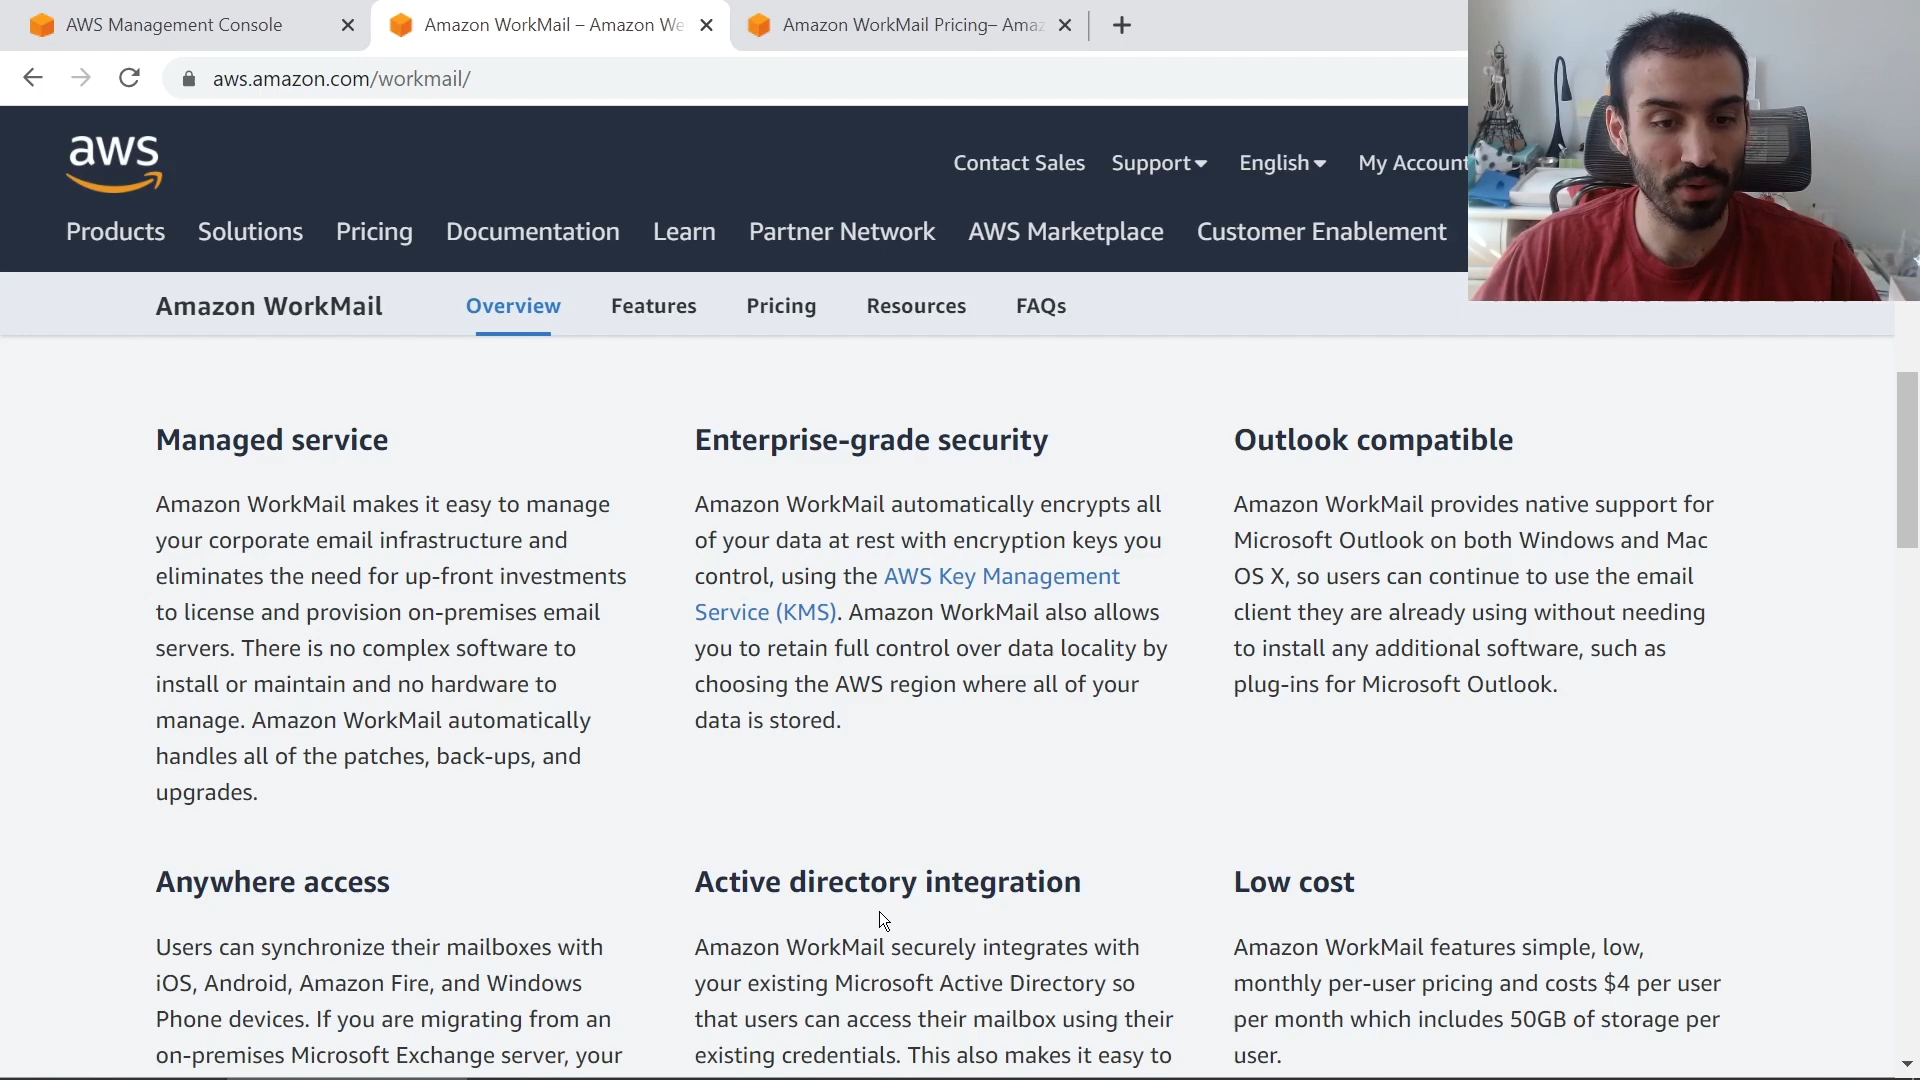 AWS Management Console
Amazon WorkMail – Amazon We
Amazon WorkMail Pricing– Amaz
aws.amazon.com/workmail/
aws
Contact Sales Support English My Account
Products Solutions Pricing Documentation Learn Partner Network AWS Marketplace Customer Enablement
Amazon WorkMail Overview Features Pricing Resources FAQs
Managed service
Amazon WorkMail makes it easy to manage
your corporate email infrastructure and
eliminates the need for up-front investments
to license and provision on-premises email
servers. There is no complex software to
install or maintain and no hardware to
manage. Amazon WorkMail automatically
handles all of the patches, back-ups, and
upgrades.
Enterprise-grade security
Amazon WorkMail automatically encrypts all
of your data at rest with encryption keys you
control, using the AWS Key Management
Service (KMS). Amazon WorkMail also allows
you to retain full control over data locality by
choosing the AWS region where all of your
data is stored.
Outlook compatible
Amazon WorkMail provides native support for
Microsoft Outlook on both Windows and Mac
OS X, so users can continue to use the email
client they are already using without needing
to install any additional software, such as
plug-ins for Microsoft Outlook.
Anywhere access
Users can synchronize their mailboxes with
iOS, Android, Amazon Fire, and Windows
Phone devices. If you are migrating from an
on-premises Microsoft Exchange server, your
Active directory integration
Amazon WorkMail securely integrates with
your existing Microsoft Active Directory so
that users can access their mailbox using their
existing credentials. This also makes it easy to
Low cost
Amazon WorkMail features simple, low,
monthly per-user pricing and costs $4 per user
per month which includes 50GB of storage per
user.